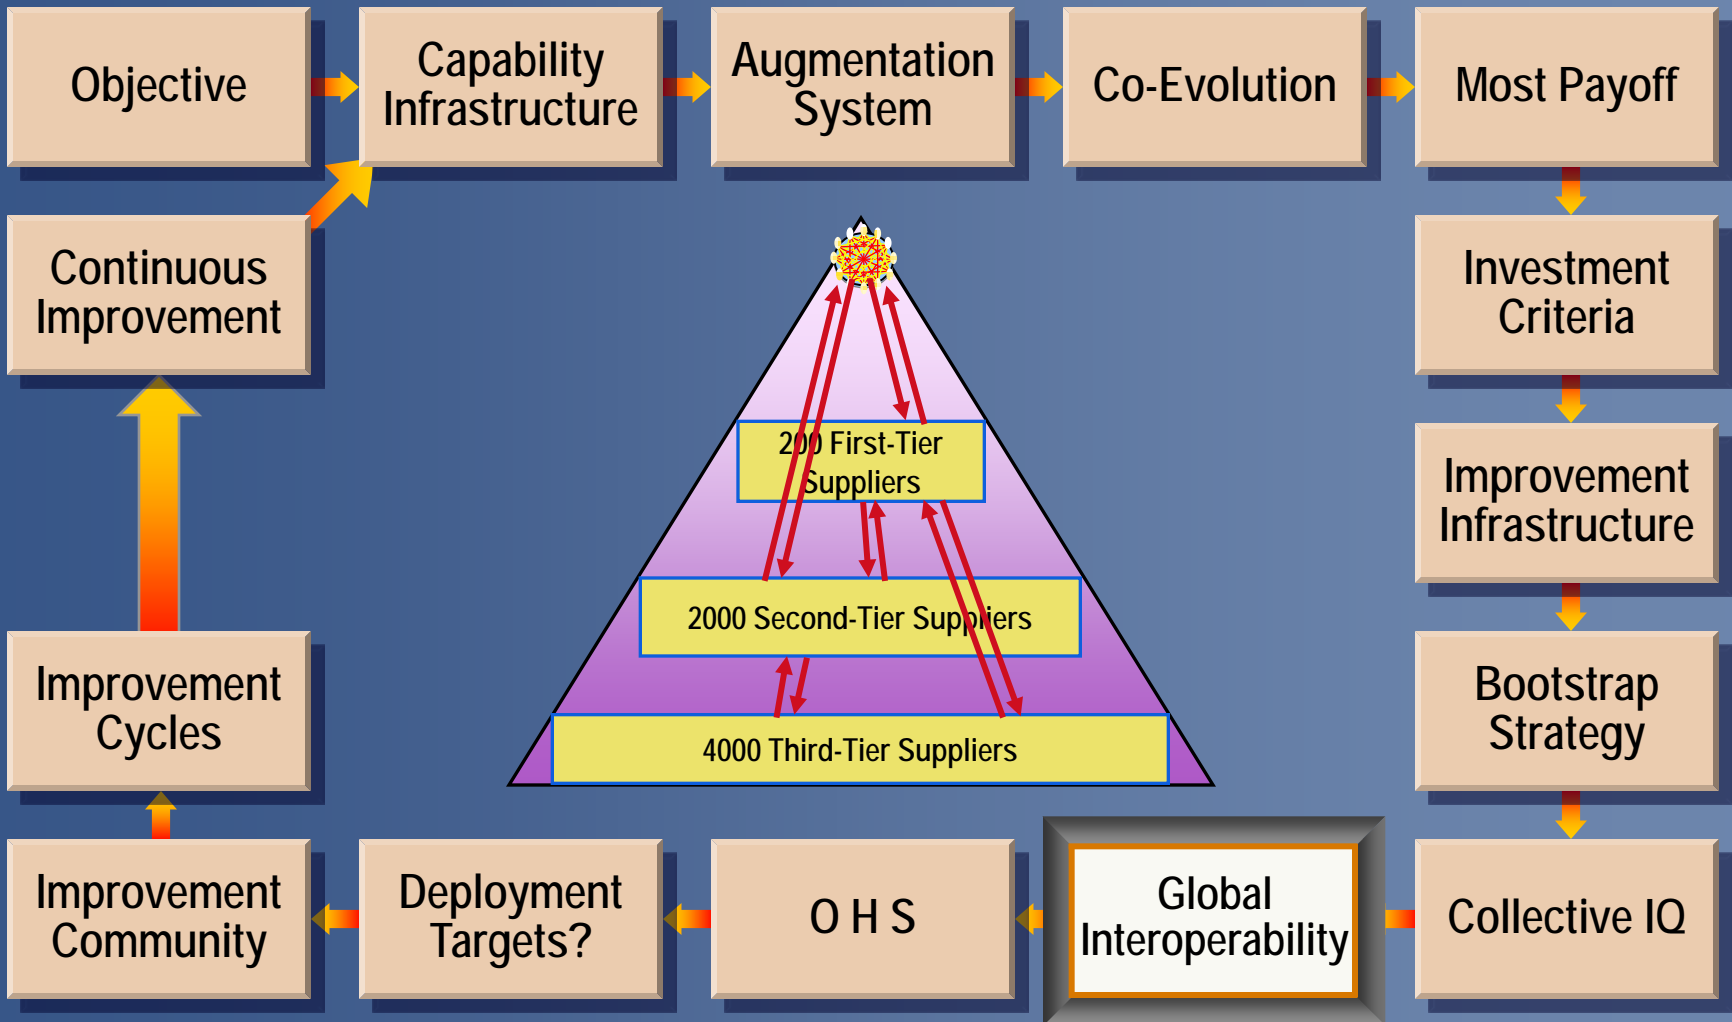 Objective
Capability
Infrastructure
Augmentation
System
Co-Evolution
Most Payoff
Continuous
Improvement
Investment
Criteria
200 First-Tier
Suppliers
Improvement
Infrastructure
2000 Second-Tier Suppliers
Improvement
Cycles
Bootstrap
Strategy
4000 Third-Tier Suppliers
Improvement
Community
Deployment
Targets?
O H S
Global
Interoperability
Collective IQ